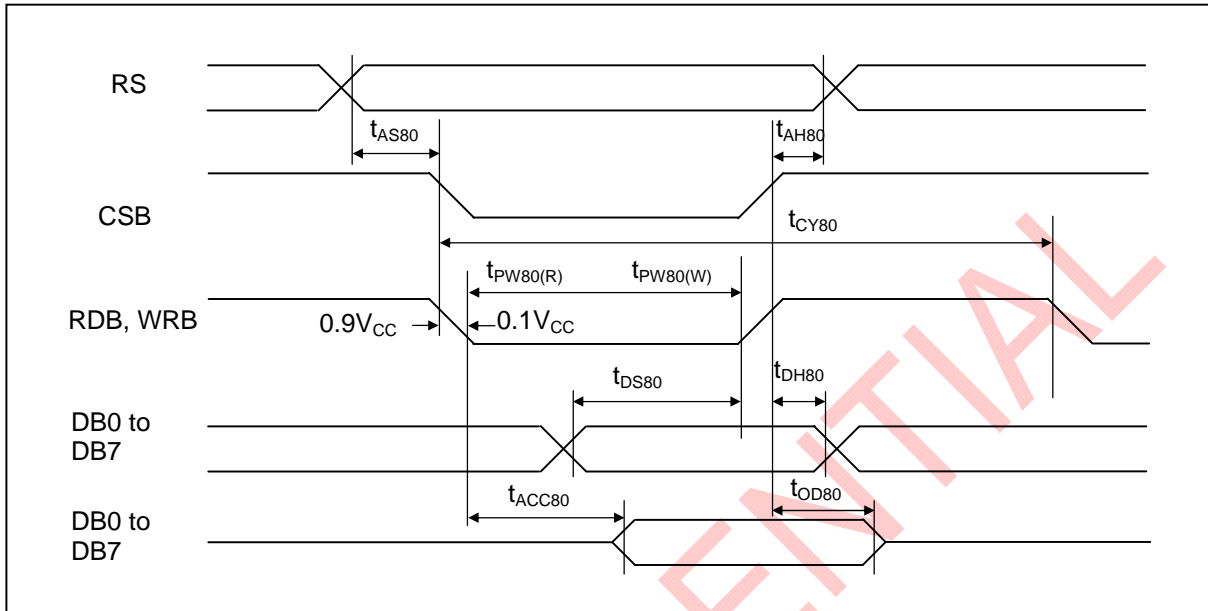 RS
tAS80
tAH80
CSB
tCY80
tPW80(R)
tPW80(W)
RDB, WRB
0.9VCC
0.1VCC
tDS80
tDH80
DB0 to
DB7
tACC80
tOD80
DB0 to
DB7
ENTIAL